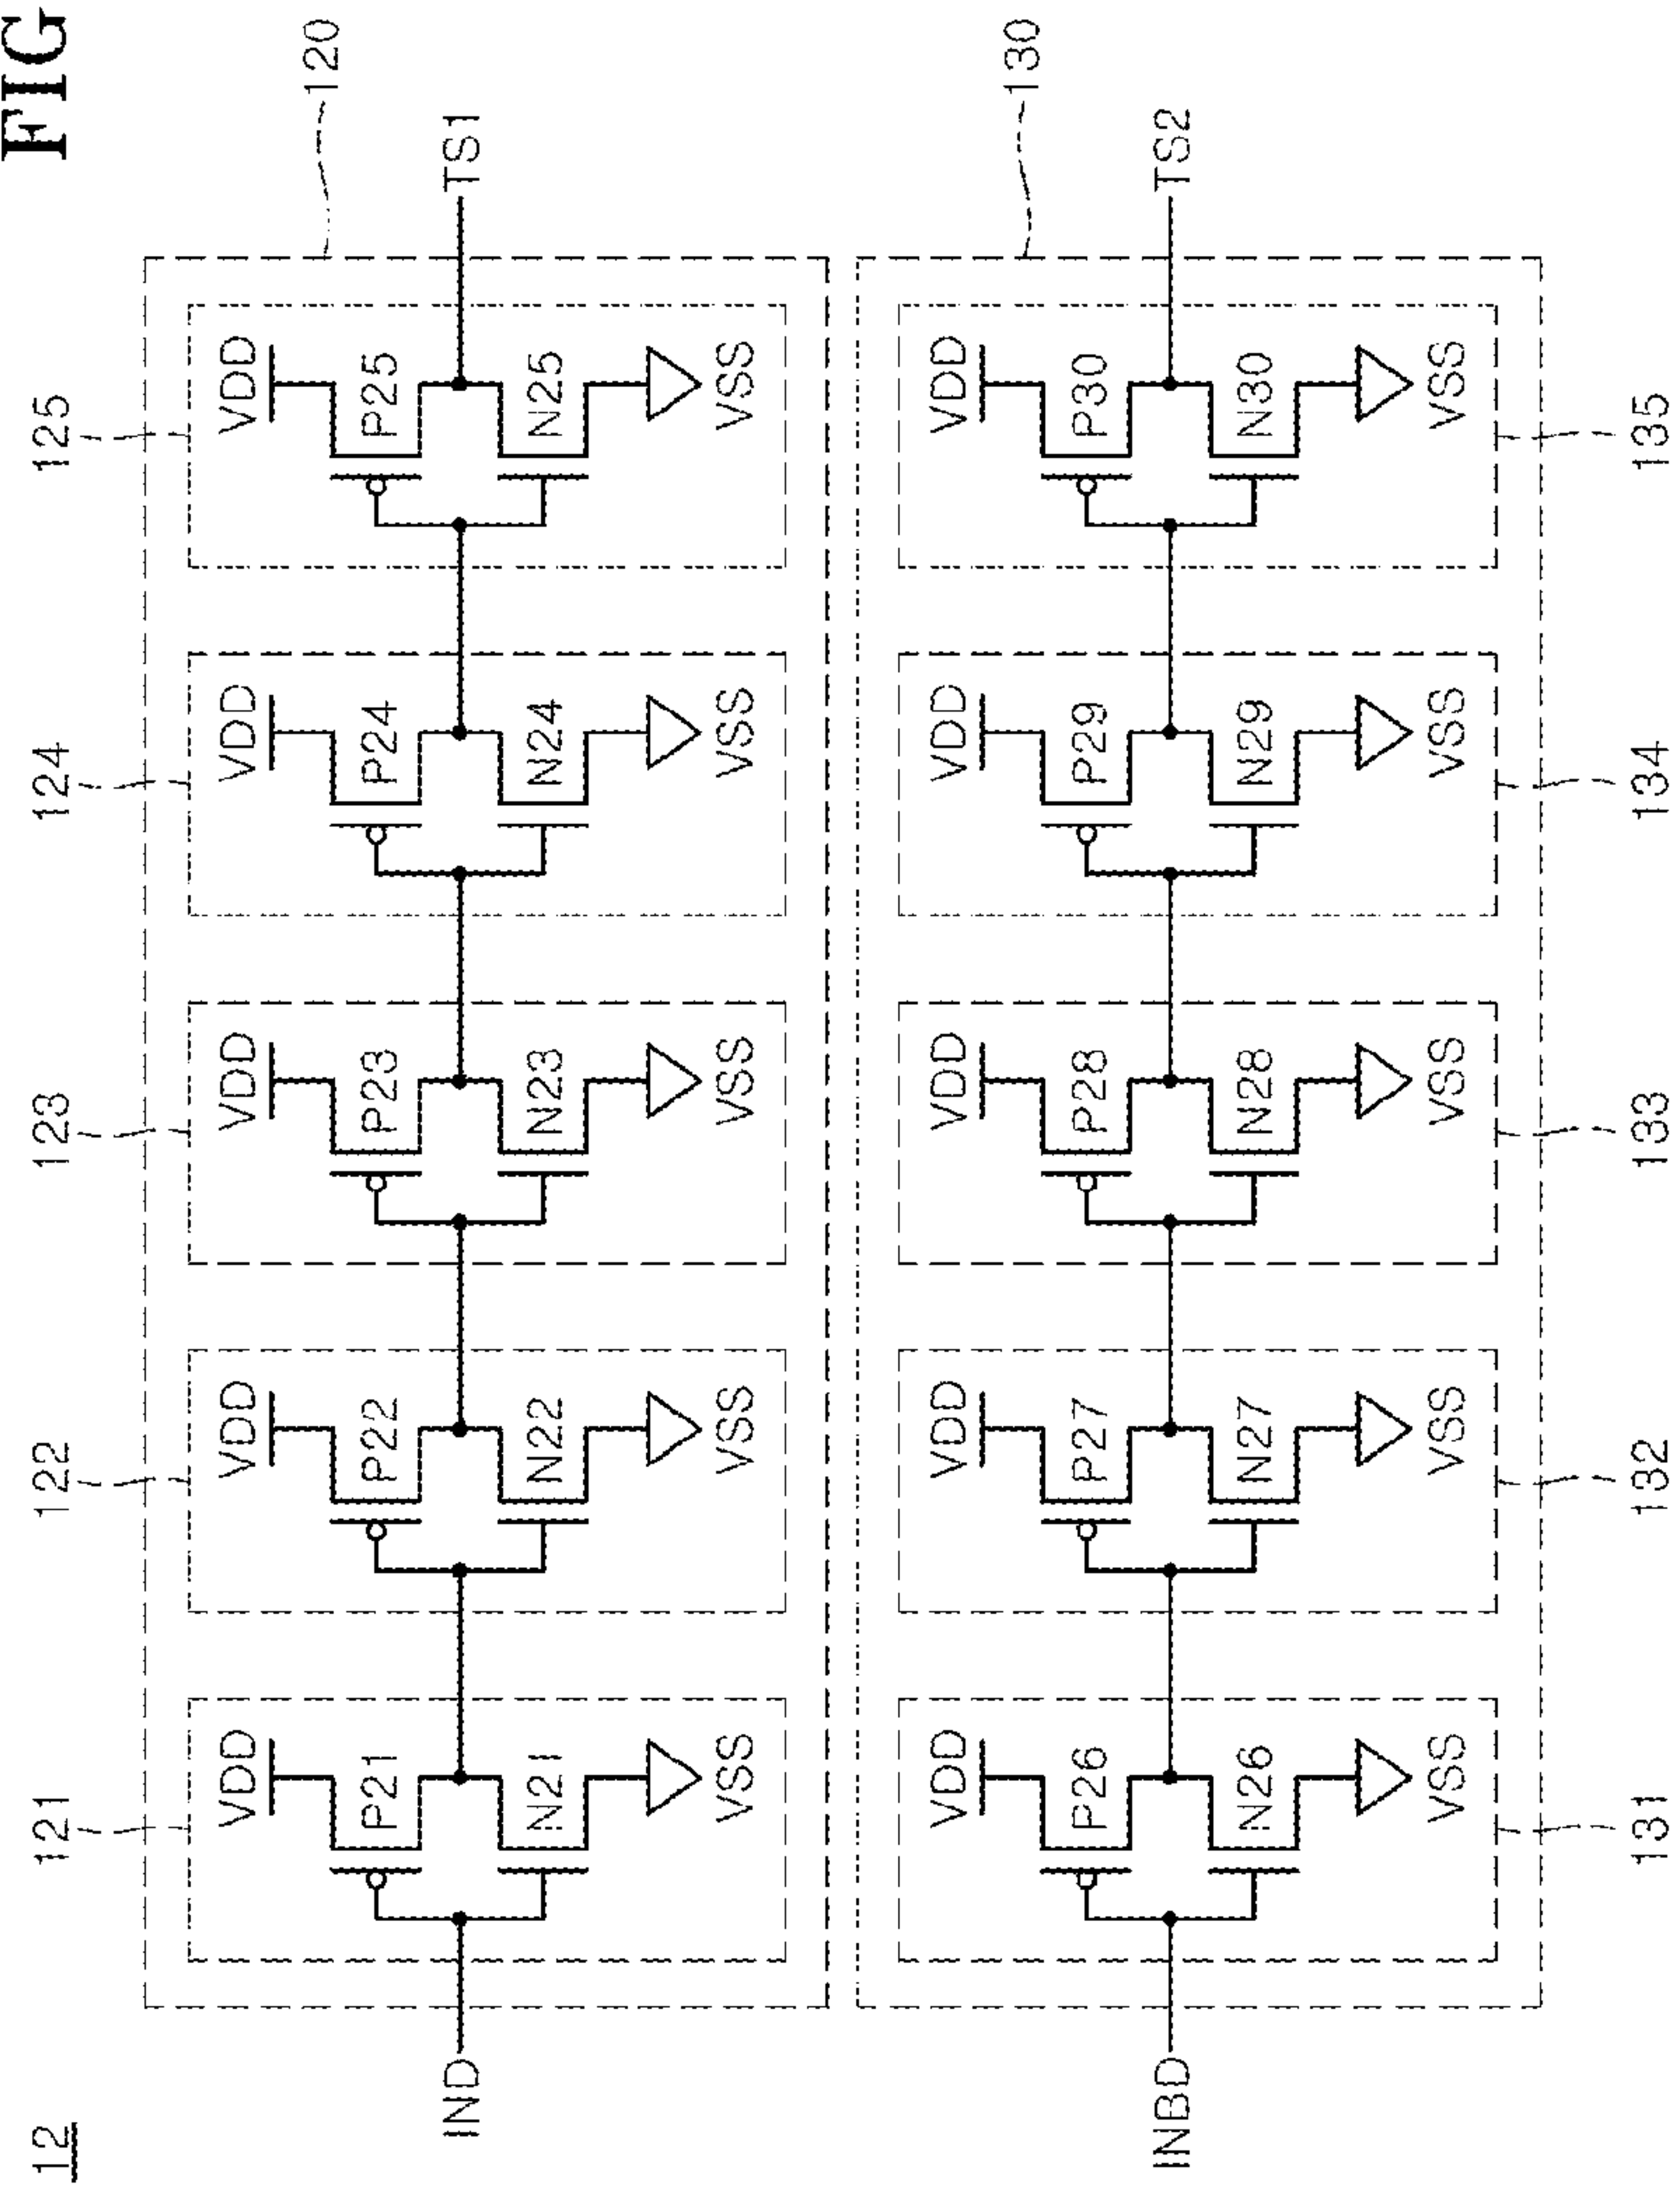 FIG
12
121
122
123
124
125
120
VDD
VDD
VDD
VDD
VDD
P21
P22
P23
P24
P25
IND
TS1
N21
N22
N23
N24
N25
VSS
VSS
VSS
VSS
VSS
130
VDD
VDD
VDD
VDD
VDD
P26
P27
P28
P29
P30
INBD
TS2
N26
N27
N28
N29
N30
VSS
VSS
VSS
VSS
VSS
131
132
133
134
135